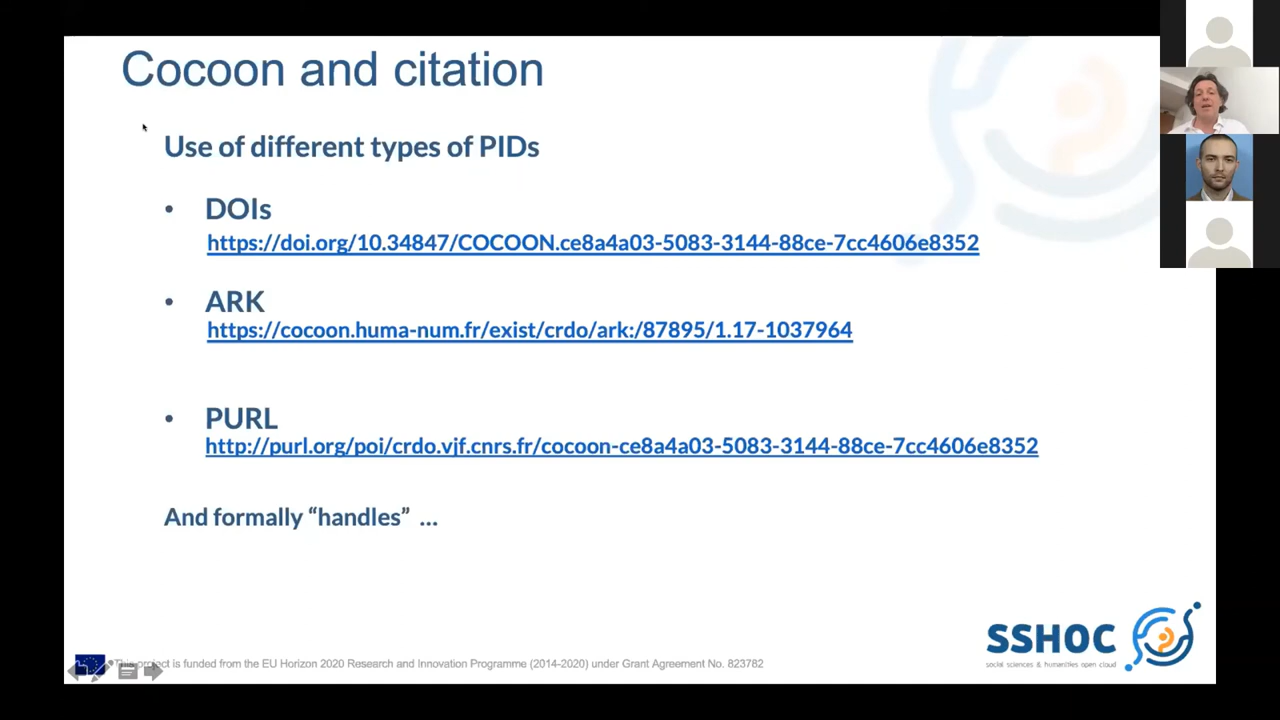 Cocoon and citation
Use of different types of PIDs
• DOIs
https://doi.org/10.34847/COCOON.ce8a4a03-5083-3144-88ce-7cc4606e8352
• ARK
https://cocoon.huma-num.fr/exist/crdo/ark:/87895/1.17-1037964
• PURL
http://purl.org/poi/crdo.vjf.cnrs.fr/cocoon-ce8a4a03-5083-3144-88ce-7cc4606e8352
And formally “handles” ...
SSHOC
social sciences & humanities open cloud
This project is funded from the EU Horizon 2020 Research and Innovation Programme (2014-2020) under Grant Agreement No. 823782